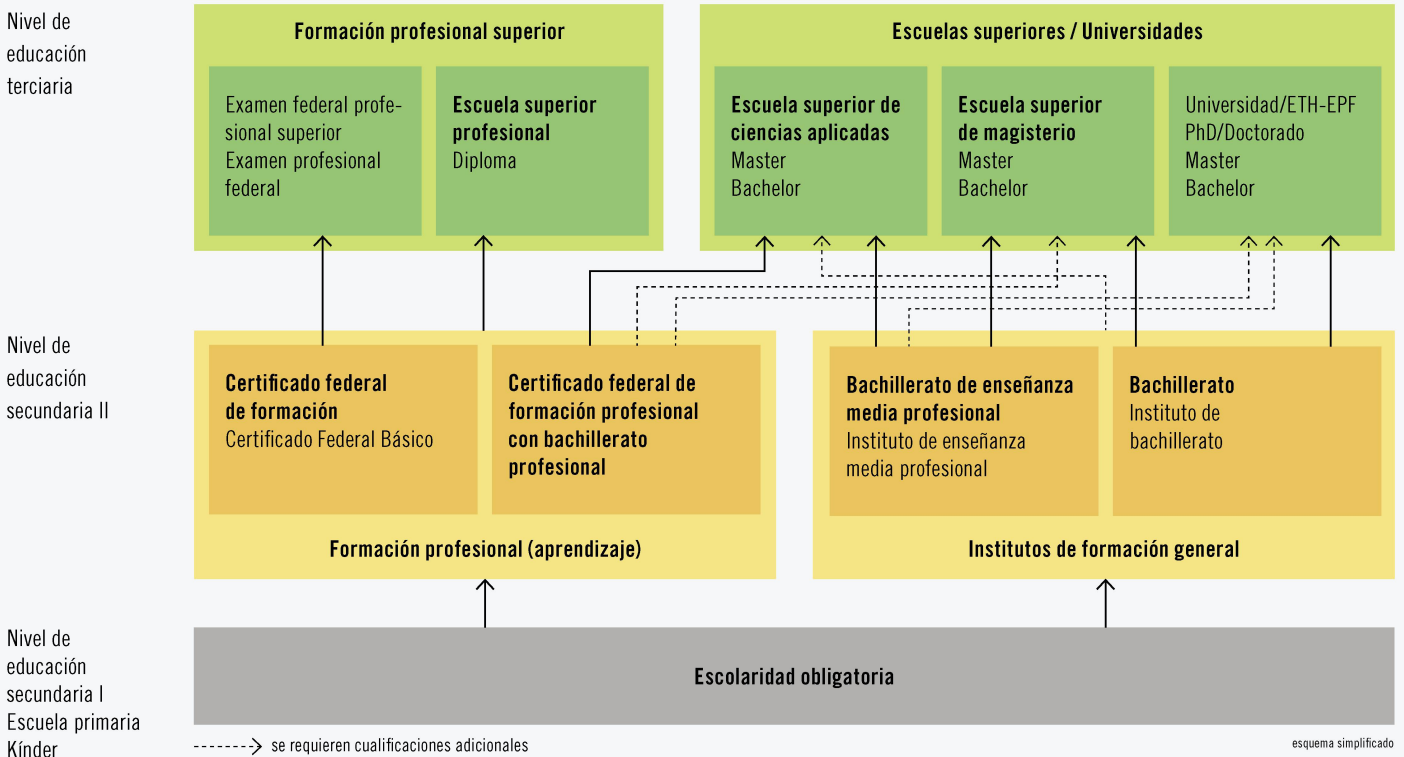 Nivel de
educación
terciaria
Formación profesional superior
Examen federal profe-
sional superior
Examen profesional
federal
Escuela superior
profesional
Diploma
Escuelas superiores / Universidades
Escuela superior de
ciencias aplicadas
Master
Bachelor
Escuela superior
de magisterio
Master
Bachelor
Universidad/ETH-EPF
PhD/Doctorado
Master
Bachelor
Nivel de
educación
secundaria II
Certificado federal
de formación
Certificado Federal Básico
Certificado federal de
formación profesional
con bachillerato
profesional
Formación profesional (aprendizaje)
Bachillerato de enseñanza
media profesional
Instituto de enseñanza
media profesional
Bachillerato
Instituto de
bachillerato
Institutos de formación general
Nivel de
educación
secundaria I
Escuela primaria
Kínder
Escolaridad obligatoria
se requieren cualificaciones adicionales
esquema simplificado